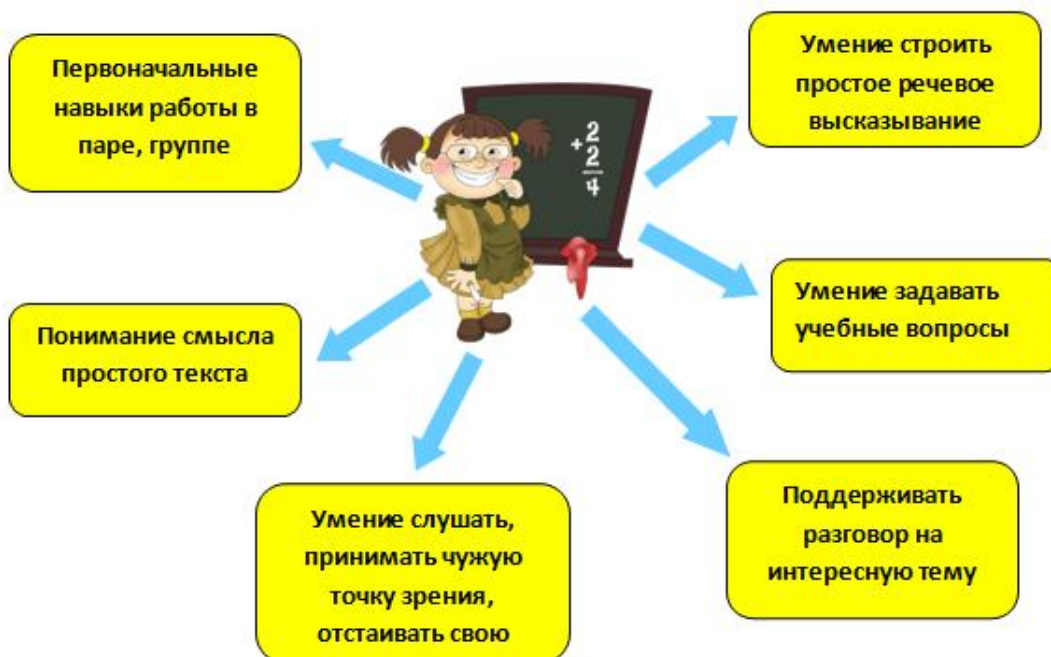 Первоначальные
навыки работы в
паре, группе
Умение строить
простое речевое
высказывание
+2
2
4
Понимание смысла
простого текста
Умение задавать
учебные вопросы
Умение слушать,
принимать чужую
точку зрения,
отстаивать свою
Поддерживать
разговор на
интересную тему